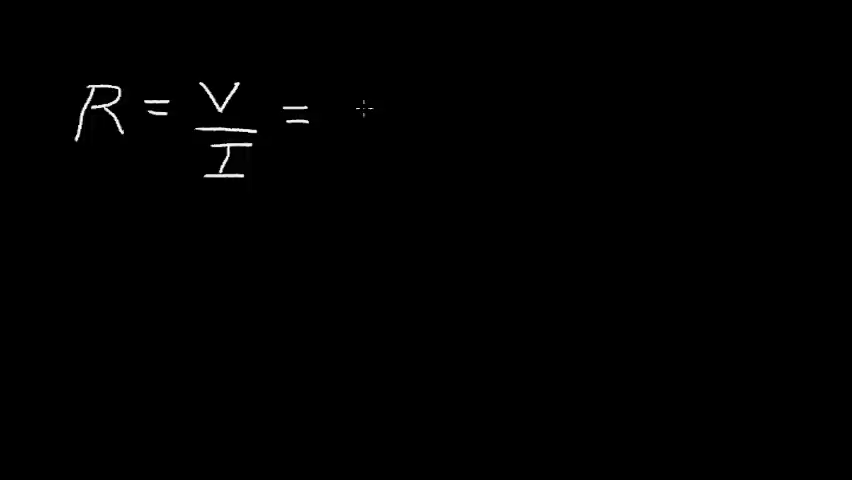 R = V/I =